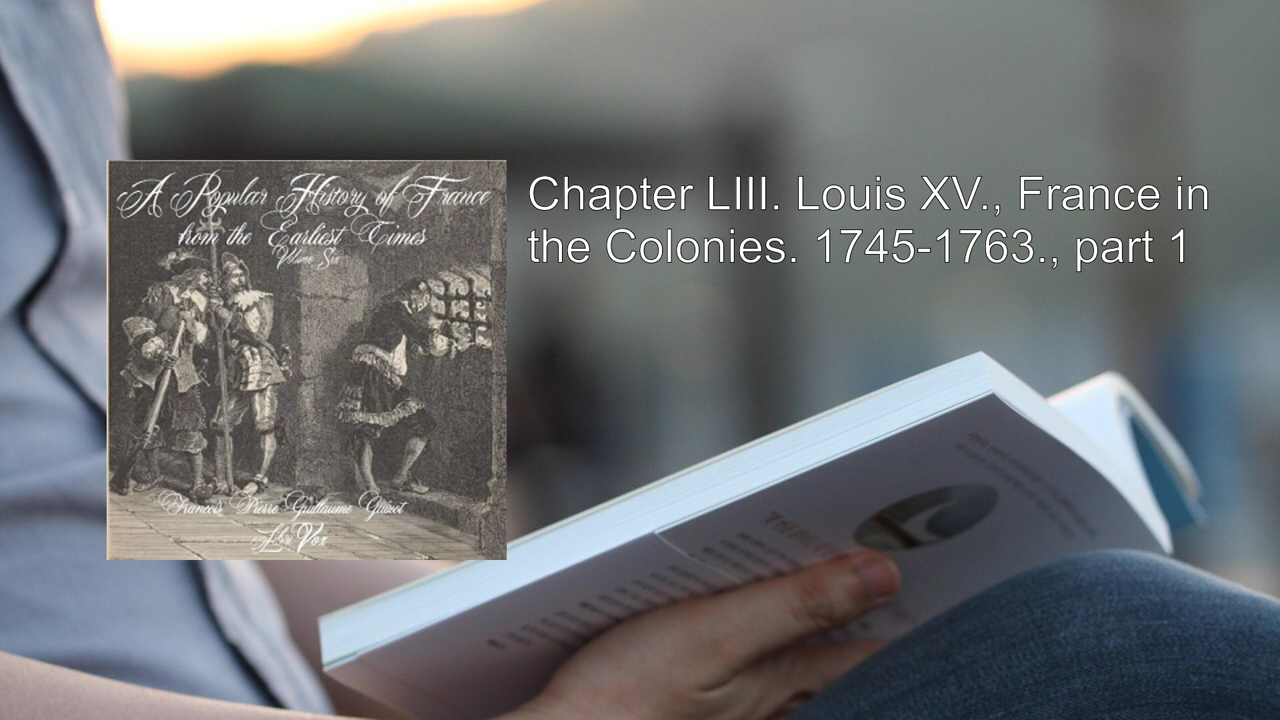 A Popular History of France
from the Earliest Times
Volume Six
François Pierre Guillaume Guizot
LibriVox
Chapter LIII. Louis XV., France in
the Colonies. 1745-1763., part 1